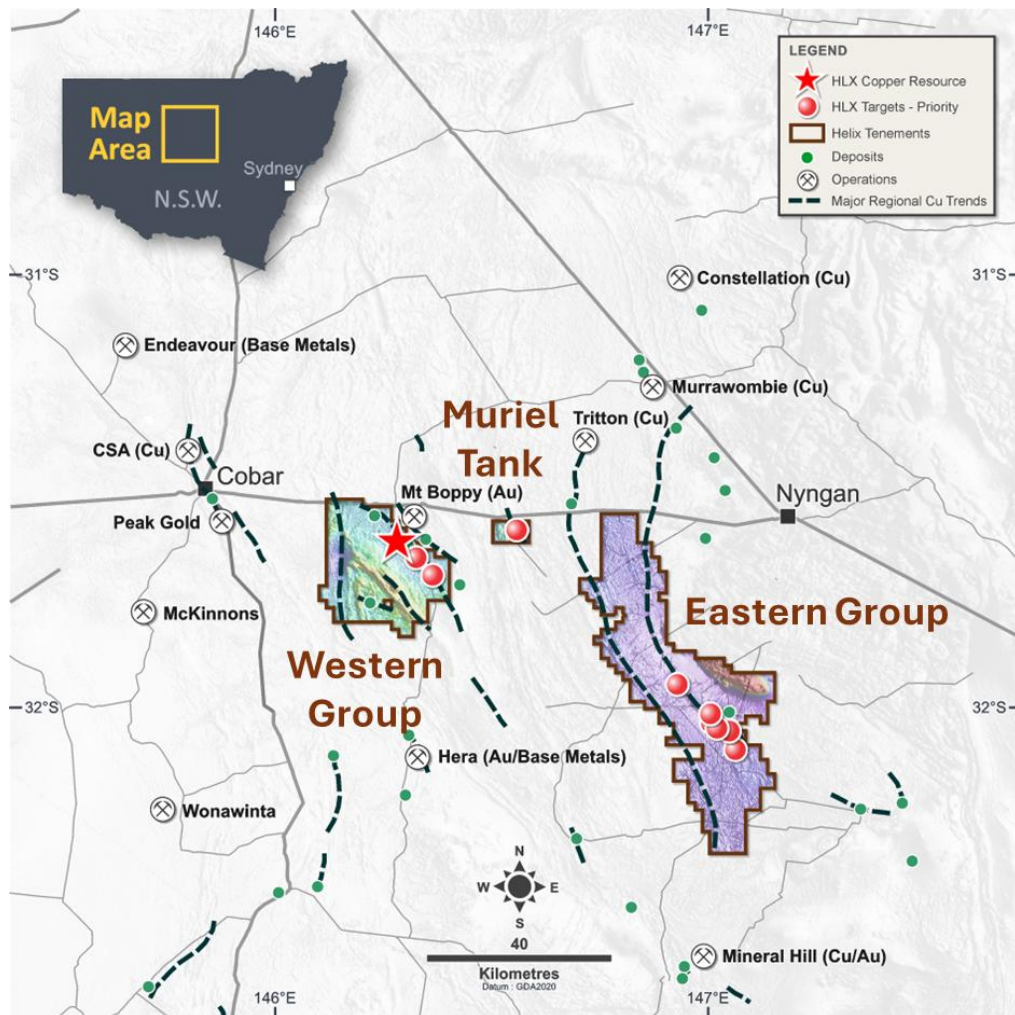 146°E
147°E
LEGEND
HLX Copper Resource
HLX Targets - Priority
Helix Tenements
Deposits
Operations
Major Regional Cu Trends
Map
Area
Sydney
N.S.W.
31°S
31°S
Constellation (Cu)
Endeavour (Base Metals)
Murrawombie (Cu)
Muriel
Tank
Tritton (Cu)
CSA (Cu)
Cobar
Mt Boppy (Au)
Nyngan
Peak Gold
McKinnons
Eastern Group
Western
Group
32°S
32°S
Hera (Au/Base Metals)
Wonawinta
N
W
E
S
40
Kilometres
Datum : GDA2020
Mineral Hill (Cu/Au)
146°E
147°E